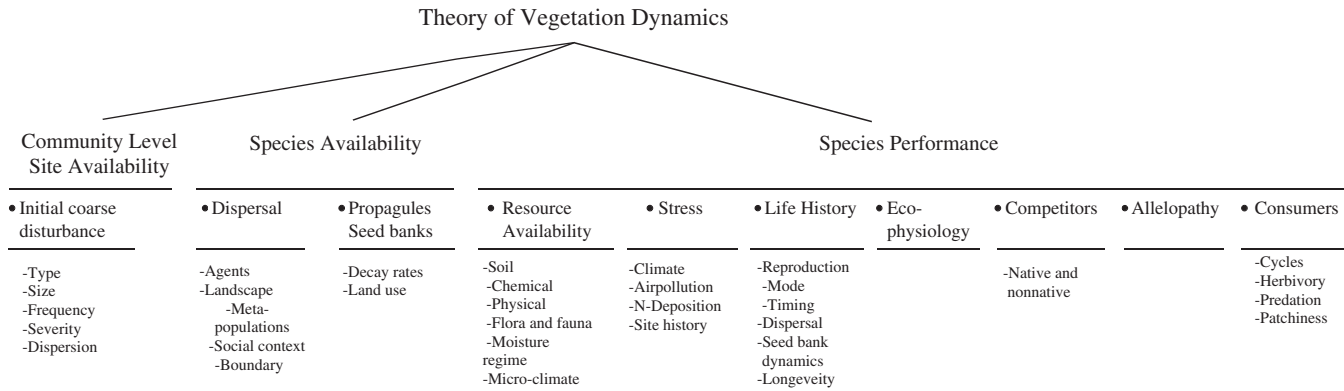 Theory of Vegetation Dynamics
Community Level
Site Availability
Species Availability
Species Performance
• Initial coarse
disturbance
-Type
-Size
-Frequency
-Severity
-Dispersion
• Dispersal
-Agents
-Landscape
-Meta-
populations
-Social context
-Boundary
• Propagules
Seed banks
-Decay rates
-Land use
• Resource
Availability
-Soil
-Chemical
-Physical
-Flora and fauna
-Moisture
regime
-Micro-climate
• Stress
-Climate
-Airpollution
-N-Deposition
-Site history
• Life History
-Reproduction
-Mode
-Timing
-Dispersal
-Seed bank
dynamics
-Longeveity
• Eco-
physiology
• Competitors
-Native and
nonnative
• Allelopathy
• Consumers
-Cycles
-Herbivory
-Predation
-Patchiness